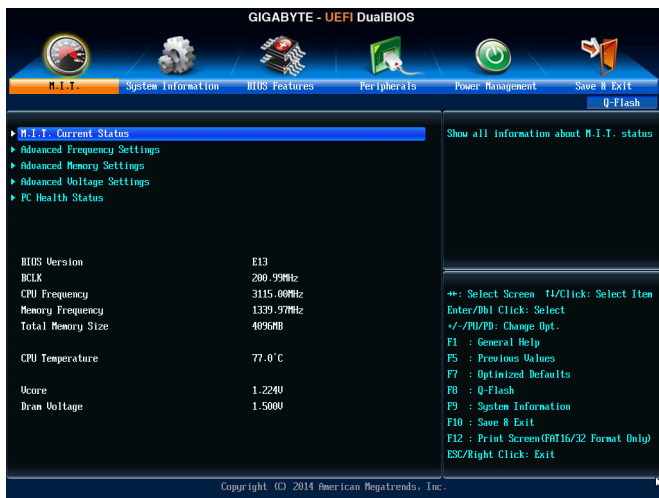 GIGABYTE - UEFI DualBIOS
M.I.T. System Information BIOS Features Peripherals Power Management Save & Exit
Q-Flash
M.I.T. Current Status
Advanced Frequency Settings
Advanced Memory Settings
Advanced Voltage Settings
PC Health Status
BIOS Version E13
BCLK 200.99MHz
CPU Frequency 3115.00MHz
Memory Frequency 1339.97MHz
Total Memory Size 4096MB
CPU Temperature 77.0°C
Vcore 1.224V
Dram Voltage 1.500V
Show all information about M.I.T. status
→←: Select Screen ↑↓/Click: Select Item
Enter/Dbl Click: Select
+/-/PU/PD: Change Opt.
F1 : General Help
F5 : Previous Values
F7 : Optimized Defaults
F8 : Q-Flash
F9 : System Information
F10 : Save & Exit
F12 : Print Screen(FAT16/32 Format Only)
ESC/Right Click: Exit
Copyright (C) 2014 American Megatrends, Inc.